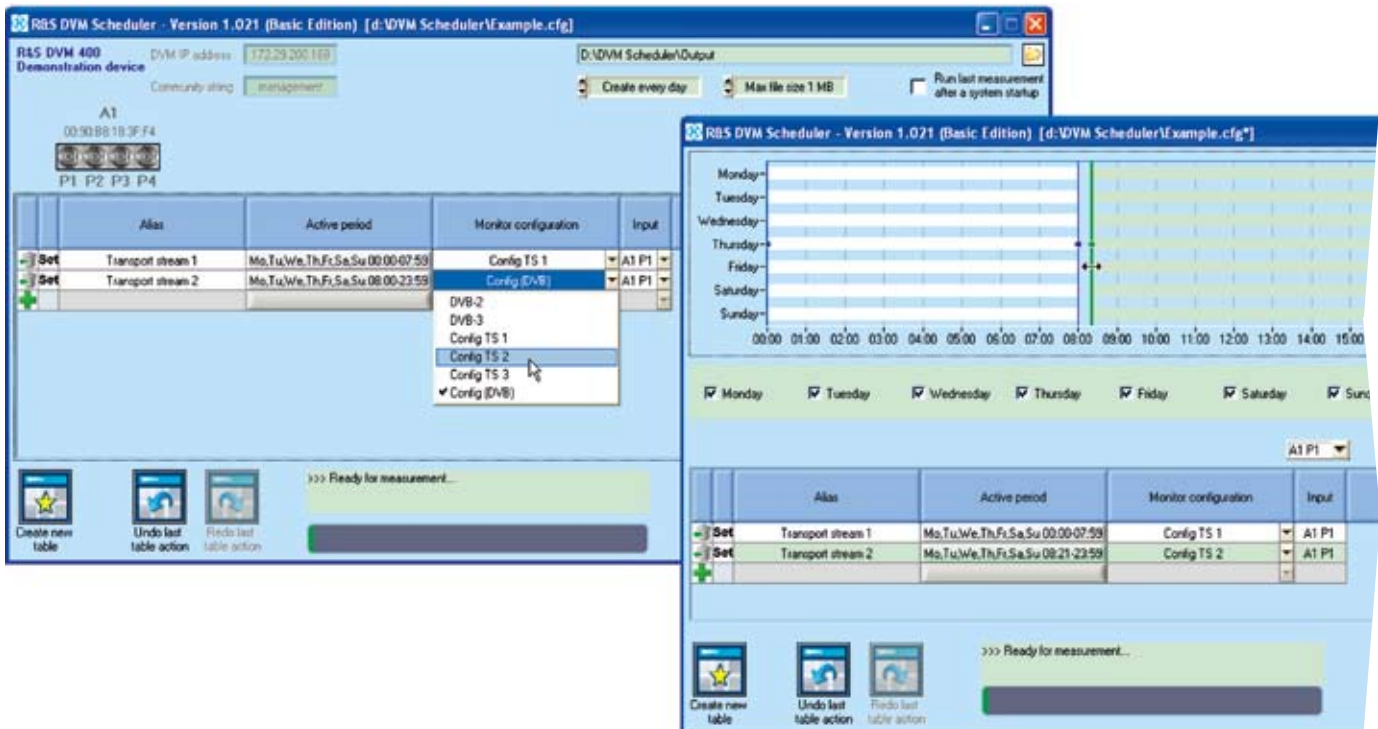 R&S DVM Scheduler - Version 1.021 (Basic Edition) [d:\DVM Scheduler\Example.cfg]
R&S DVM 400
Demonstration device
DVM IP address 172.29.200.169
Community string management
D:\DVM Scheduler\Output
Create every day
Max file size 1 MB
Run last measurement
after a system startup
A1
00:90:B8:1B:3F:F4
P1 P2 P3 P4
Alias Active period Monitor configuration Input
Set Transport stream 1 Mo,Tu,We,Th,Fr,Sa,Su 00:00-07:59 Config TS 1 A1 P1
Set Transport stream 2 Mo,Tu,We,Th,Fr,Sa,Su 08:00-23:59 Config (DVB) A1 P1
DVB-2
DVB-3
Config TS 1
Config TS 2
Config TS 3
Config (DVB)
>>> Ready for measurement...
Create new
table
Undo last
table action
Redo last
table action
R&S DVM Scheduler - Version 1.021 (Basic Edition) [d:\DVM Scheduler\Example.cfg*]
Monday
Tuesday
Wednesday
Thursday
Friday
Saturday
Sunday
00:00 01:00 02:00 03:00 04:00 05:00 06:00 07:00 08:00 09:00 10:00 11:00 12:00 13:00 14:00 15:00
Monday Tuesday Wednesday Thursday Friday Saturday Sund
A1 P1
Alias Active period Monitor configuration Input
Set Transport stream 1 Mo,Tu,We,Th,Fr,Sa,Su 00:00-07:59 Config TS 1 A1 P1
Set Transport stream 2 Mo,Tu,We,Th,Fr,Sa,Su 08:21-23:59 Config TS 2 A1 P1
>>> Ready for measurement...
Create new
table
Undo last
table action
Redo last
table action